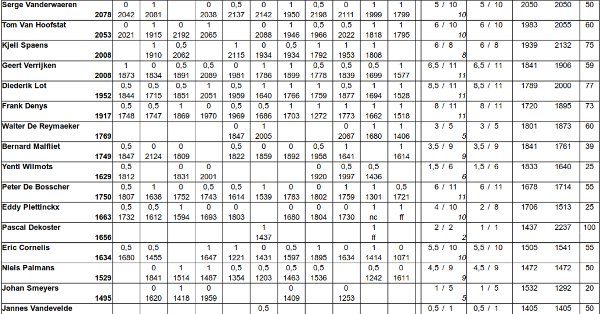 Serge Vanderwaeren 0 1 0 0,5 0 1 0,5 0 1 1 5 / 10 5 / 10 2050 2050 50
2078 2042 2081 2038 2137 2142 1950 2198 2111 1999 1799 10
Tom Van Hoofstat 0 1 0 0 0 1 1 1 1 1 6 / 10 6 / 10 1983 2055 60
2053 2021 1915 2192 2065 2088 1946 1966 2022 1818 1795 10
Kjell Spaens 1 0,5 0 1 0,5 1 1 1 6 / 8 6 / 8 1939 2132 75
2008 1910 2062 2115 1934 1934 1792 1953 1808 8
Geert Verrijken 1 0,5 0,5 0 0,5 1 0 1 0,5 0,5 1 6,5 / 11 6,5 / 11 1841 1906 59
2008 1873 1834 1891 2089 1981 1786 1899 1778 1839 1699 1577 11
Diederik Lot 0,5 0,5 0,5 0,5 1 1 1 1 0,5 1 1 8,5 / 11 8,5 / 11 1789 2000 77
1952 1844 1715 1851 2051 1959 1640 1766 1759 1877 1694 1528 11
Frank Denys 0,5 0,5 1 0 0,5 0,5 1 1 1 1 1 8 / 11 8 / 11 1720 1895 73
1917 1748 1747 1869 1970 1969 1686 1703 1272 1773 1662 1518 11
Walter De Reymaeker 0 1 0 1 1 3 / 5 3 / 5 1801 1873 60
1769 1847 2005 2067 1680 1406 5
Bernard Malfliet 0,5 0 0 0 0,5 0 0,5 1 1 3,5 / 9 3,5 / 9 1841 1761 39
1749 1847 2124 1809 1822 1859 1892 1958 1641 1614 9
Yentl Wilmots 0,5 0 0 0 0,5 0,5 1,5 / 6 1,5 / 6 1833 1640 25
1629 1812 1831 2001 1920 1997 1436 6
Peter De Bosscher 0,5 1 0,5 0,5 0,5 1 0 0 0,5 1 0,5 6 / 11 6 / 11 1678 1714 55
1750 1807 1638 1752 1743 1614 1539 1783 1802 1759 1301 1721 11
Eddy Plettinckx 0,5 0,5 0,5 0 0 0,5 0 0 1 1 4 / 10 2 / 8 1706 1513 25
1663 1732 1612 1594 1693 1803 1680 1804 1730 nc ff 10
Pascal Dekoster 1 1 2 / 2 1 / 1 1437 2237 100
1656 1437 ff 2
Eric Cornelis 0,5 0,5 1 1 0 1 0,5 0 1 0 5,5 / 10 5,5 / 10 1505 1541 55
1634 1680 1455 1647 1221 1431 1597 1895 1634 1414 1071 10
Niels Palmans 0 1 1 0,5 0,5 0,5 0 1 0 4,5 / 9 4,5 / 9 1472 1472 50
1529 1841 1514 1487 1354 1203 1463 1536 1242 1611 9
Johan Smeyers 0 1 0 0 0 1 / 5 1 / 5 1532 1292 20
1495 1620 1418 1959 1409 1253 5
Jannes Vandevelde 0,5 0,5 / 1 0,5 / 1 1405 1405 50